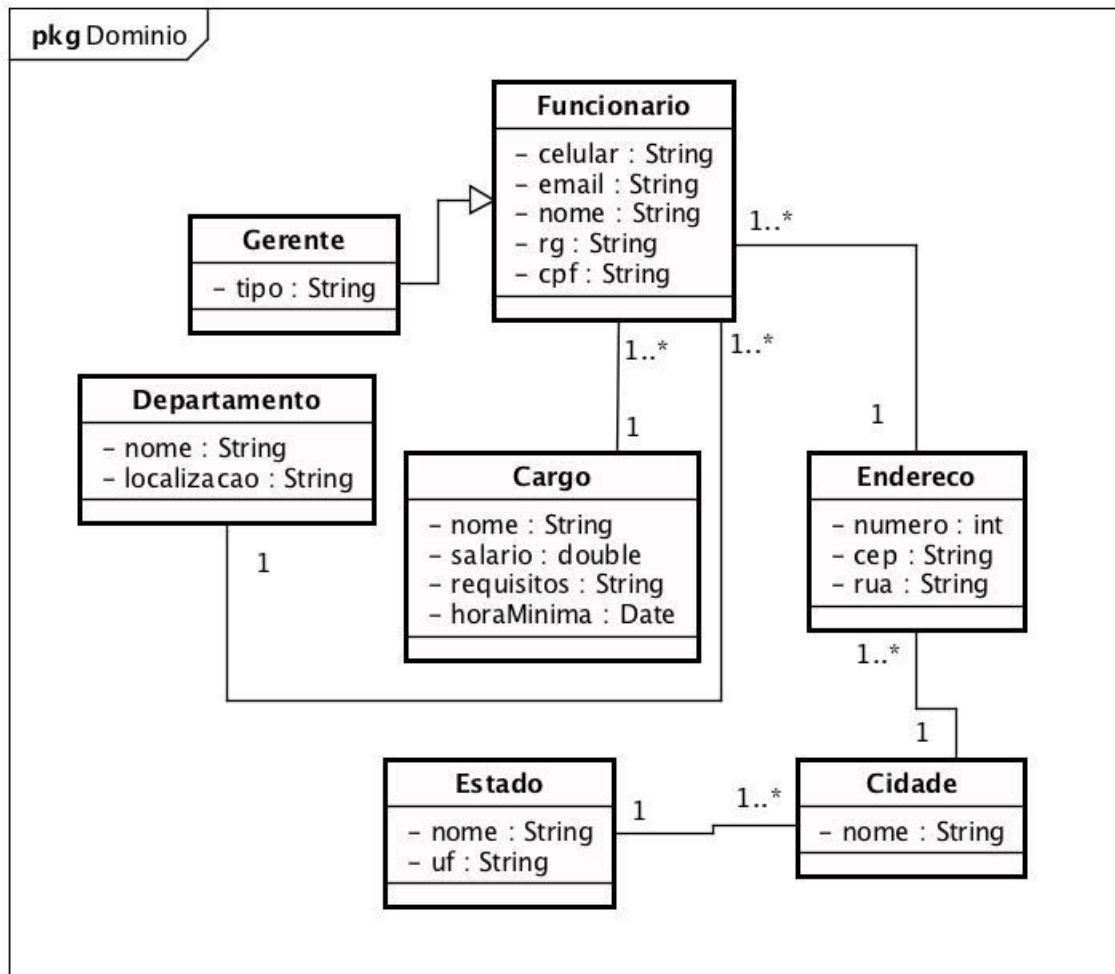 pkg Dominio
Funcionario
– celular : String
– email : String
– nome : String
– rg : String
– cpf : String
1..*
1..*
1..*
Gerente
– tipo : String
Departamento
– nome : String
– localizacao : String
1
Cargo
– nome : String
– salario : double
– requisitos : String
– horaMinima : Date
1
1
Endereco
– numero : int
– cep : String
– rua : String
1..*
1
Estado
– nome : String
– uf : String
1
1..*
Cidade
– nome : String